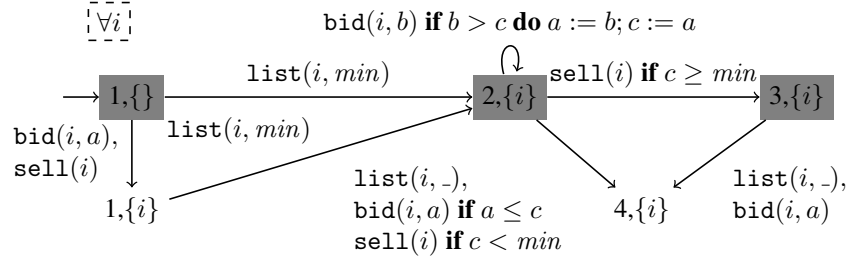 ∀i
bid(i, b) if b > c do a := b; c := a
1,{}
list(i, min)
2,{i}
sell(i) if c ≥ min
3,{i}
bid(i, a),
sell(i)
list(i, min)
1,{i}
list(i, _),
bid(i, a) if a ≤ c
sell(i) if c < min
4,{i}
list(i, _),
bid(i, a)